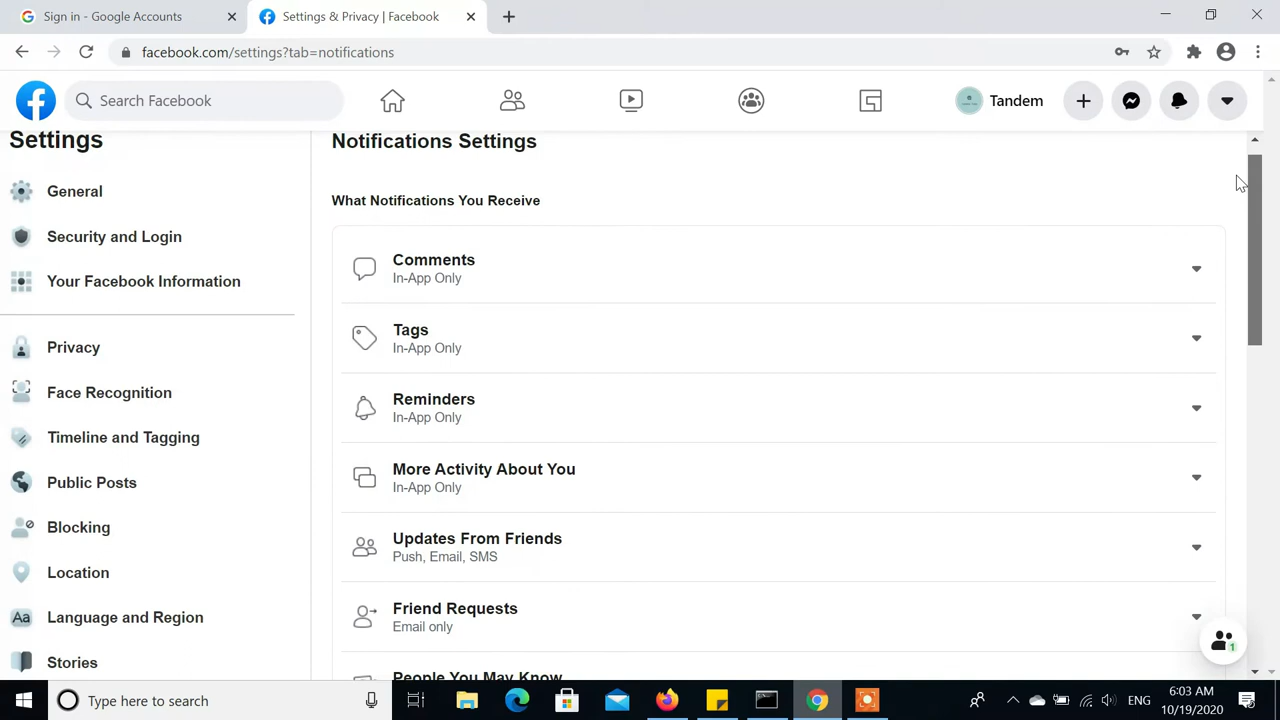 Sign in - Google Accounts
Settings & Privacy | Facebook
facebook.com/settings?tab=notifications
Search Facebook
Tandem
Settings
General
Security and Login
Your Facebook Information
Privacy
Face Recognition
Timeline and Tagging
Public Posts
Blocking
Location
Aa Language and Region
Stories
Notifications Settings
What Notifications You Receive
Comments
In-App Only
Tags
In-App Only
Reminders
In-App Only
More Activity About You
In-App Only
Updates From Friends
Push, Email, SMS
Friend Requests
Email only
People You May Know
1
Type here to search
ENG
6:03 AM
10/19/2020